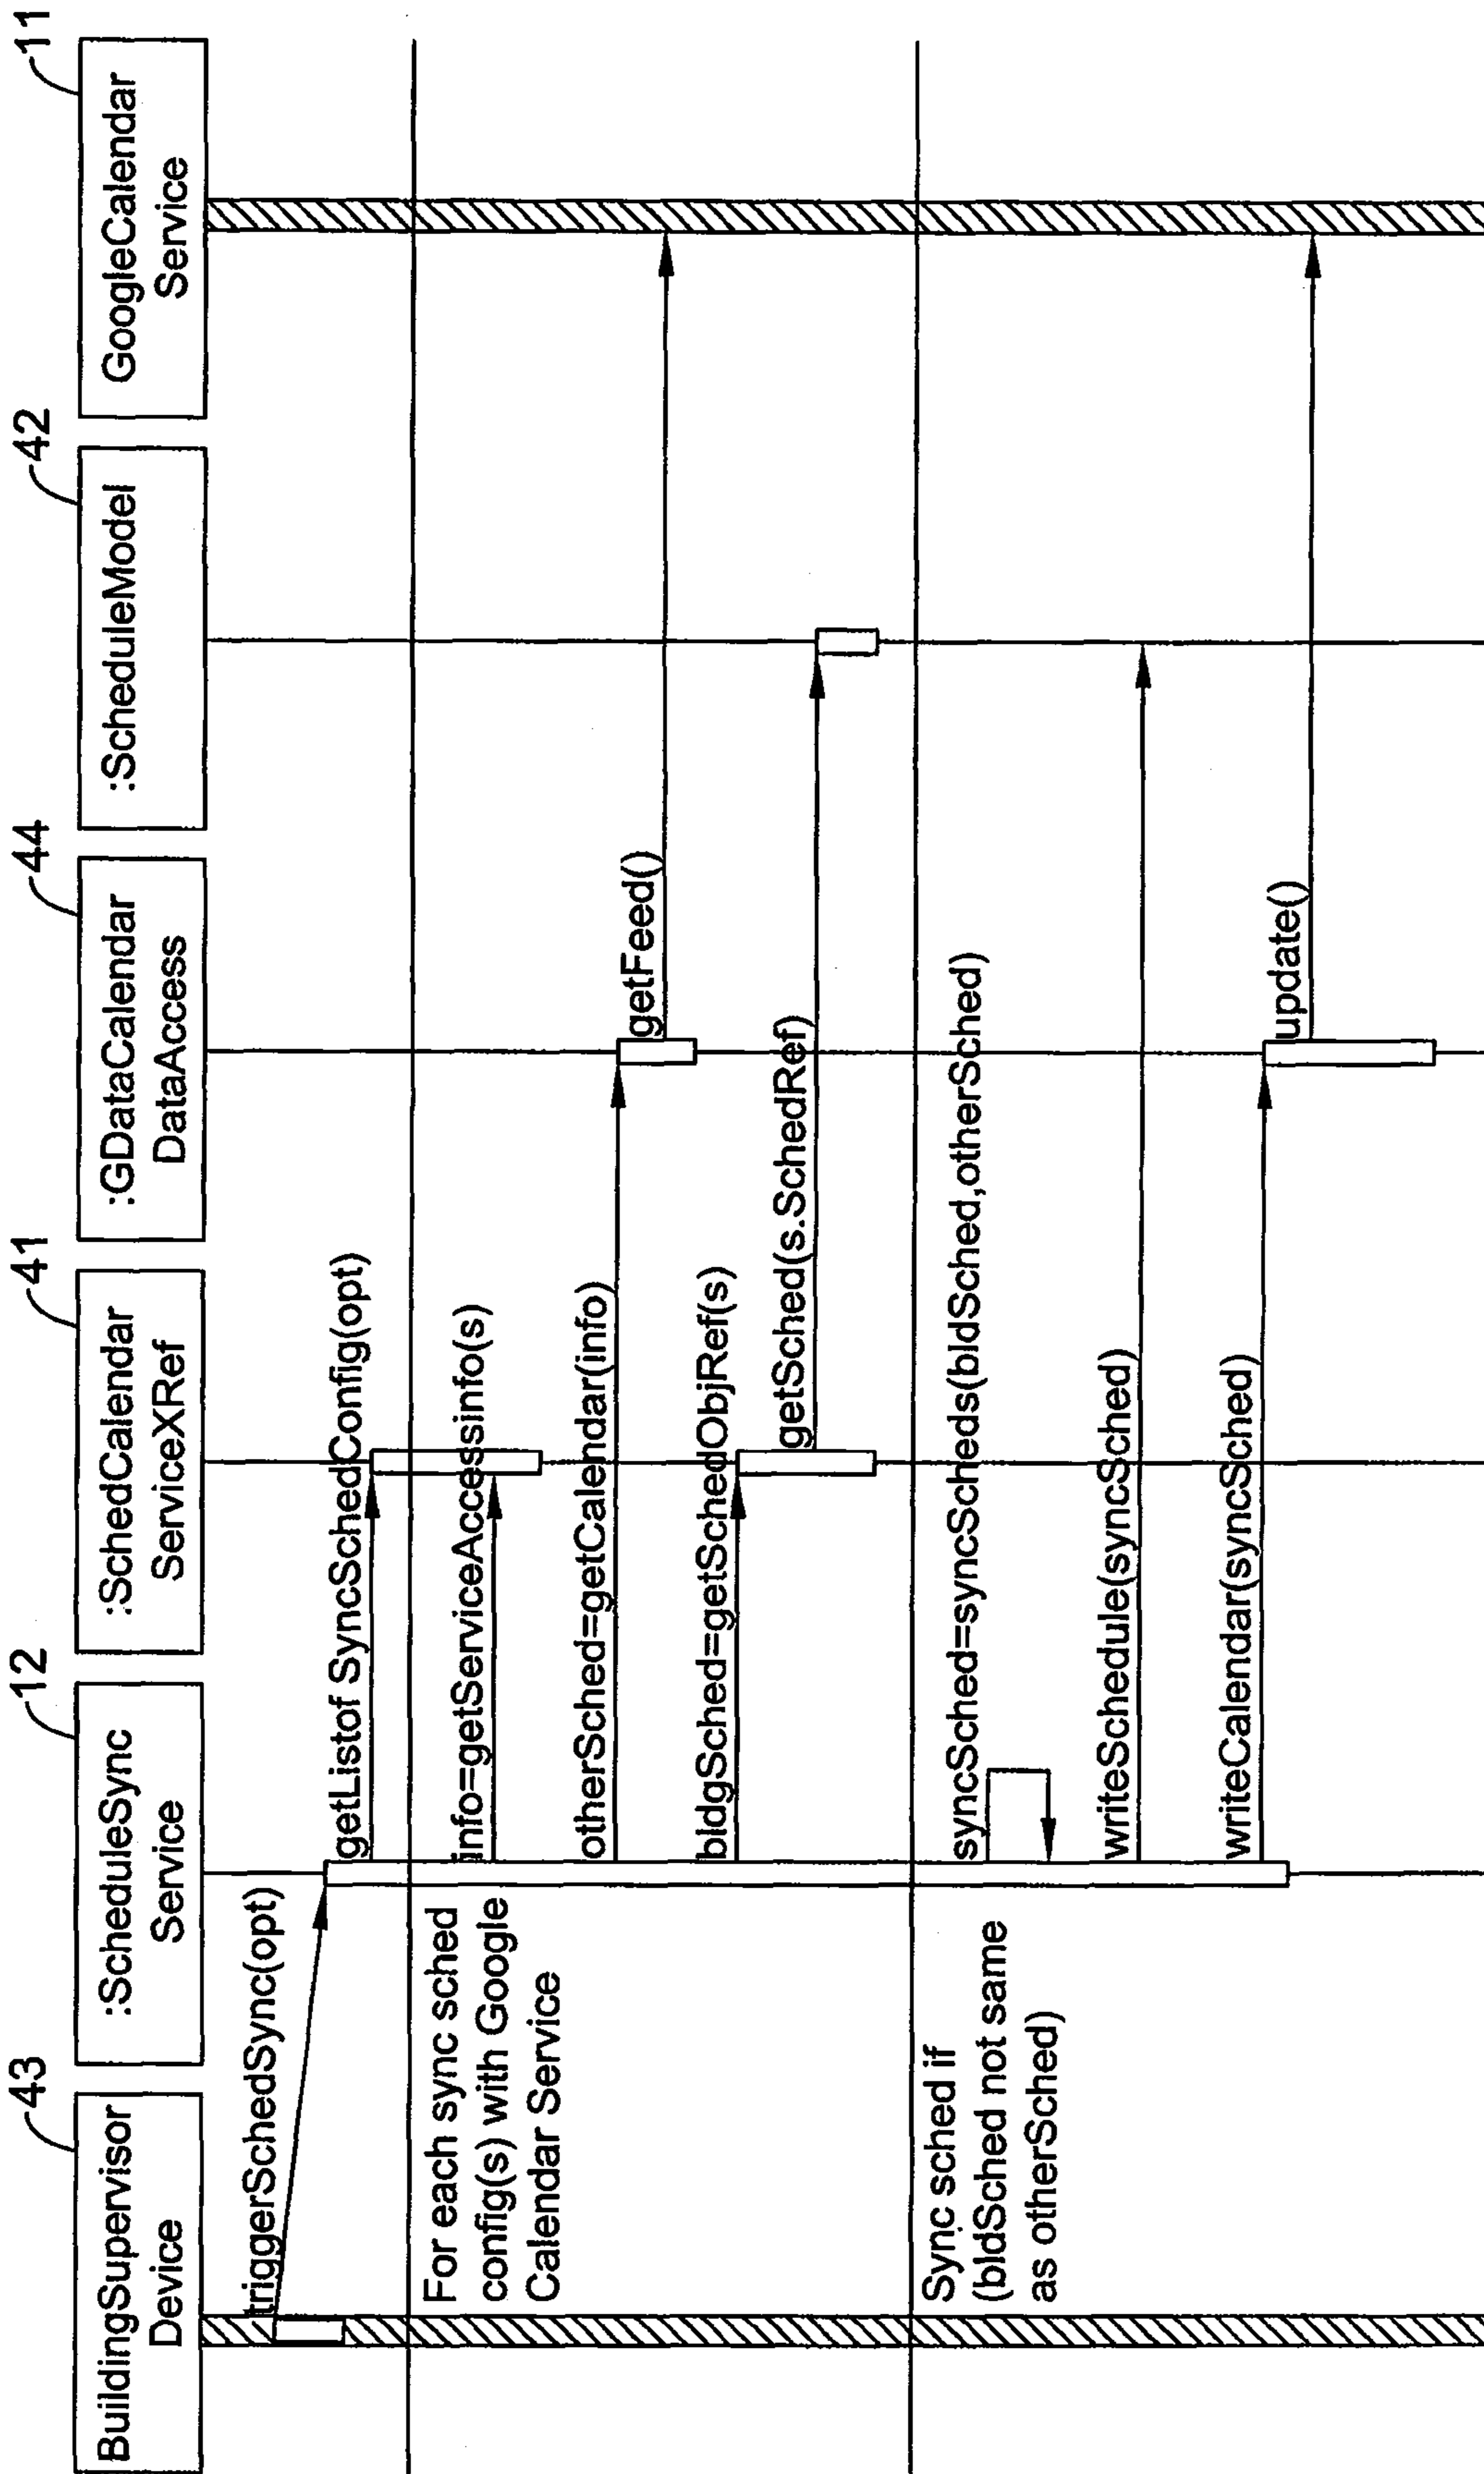 43
BuildingSupervisor
Device
12
:ScheduleSync
Service
41
:SchedCalendar
ServiceXRef
44
:GDataCalendar
DataAccess
42
:ScheduleModel
11
GoogleCalendar
Service
triggerSchedSync(opt)
getListof SyncSchedConfig(opt)
For each sync sched
config(s) with Google
Calendar Service
info=getServiceAccessinfo(s)
otherSched=getCalendar(info)
getFeed()
bldgSched=getSchedObjRef(s)
getSched(s.SchedRef)
Sync sched if
(bldSched not same
as otherSched)
syncSched=syncScheds(bldSched,otherSched)
writeSchedule(syncSched)
writeCalendar(syncSched)
update()